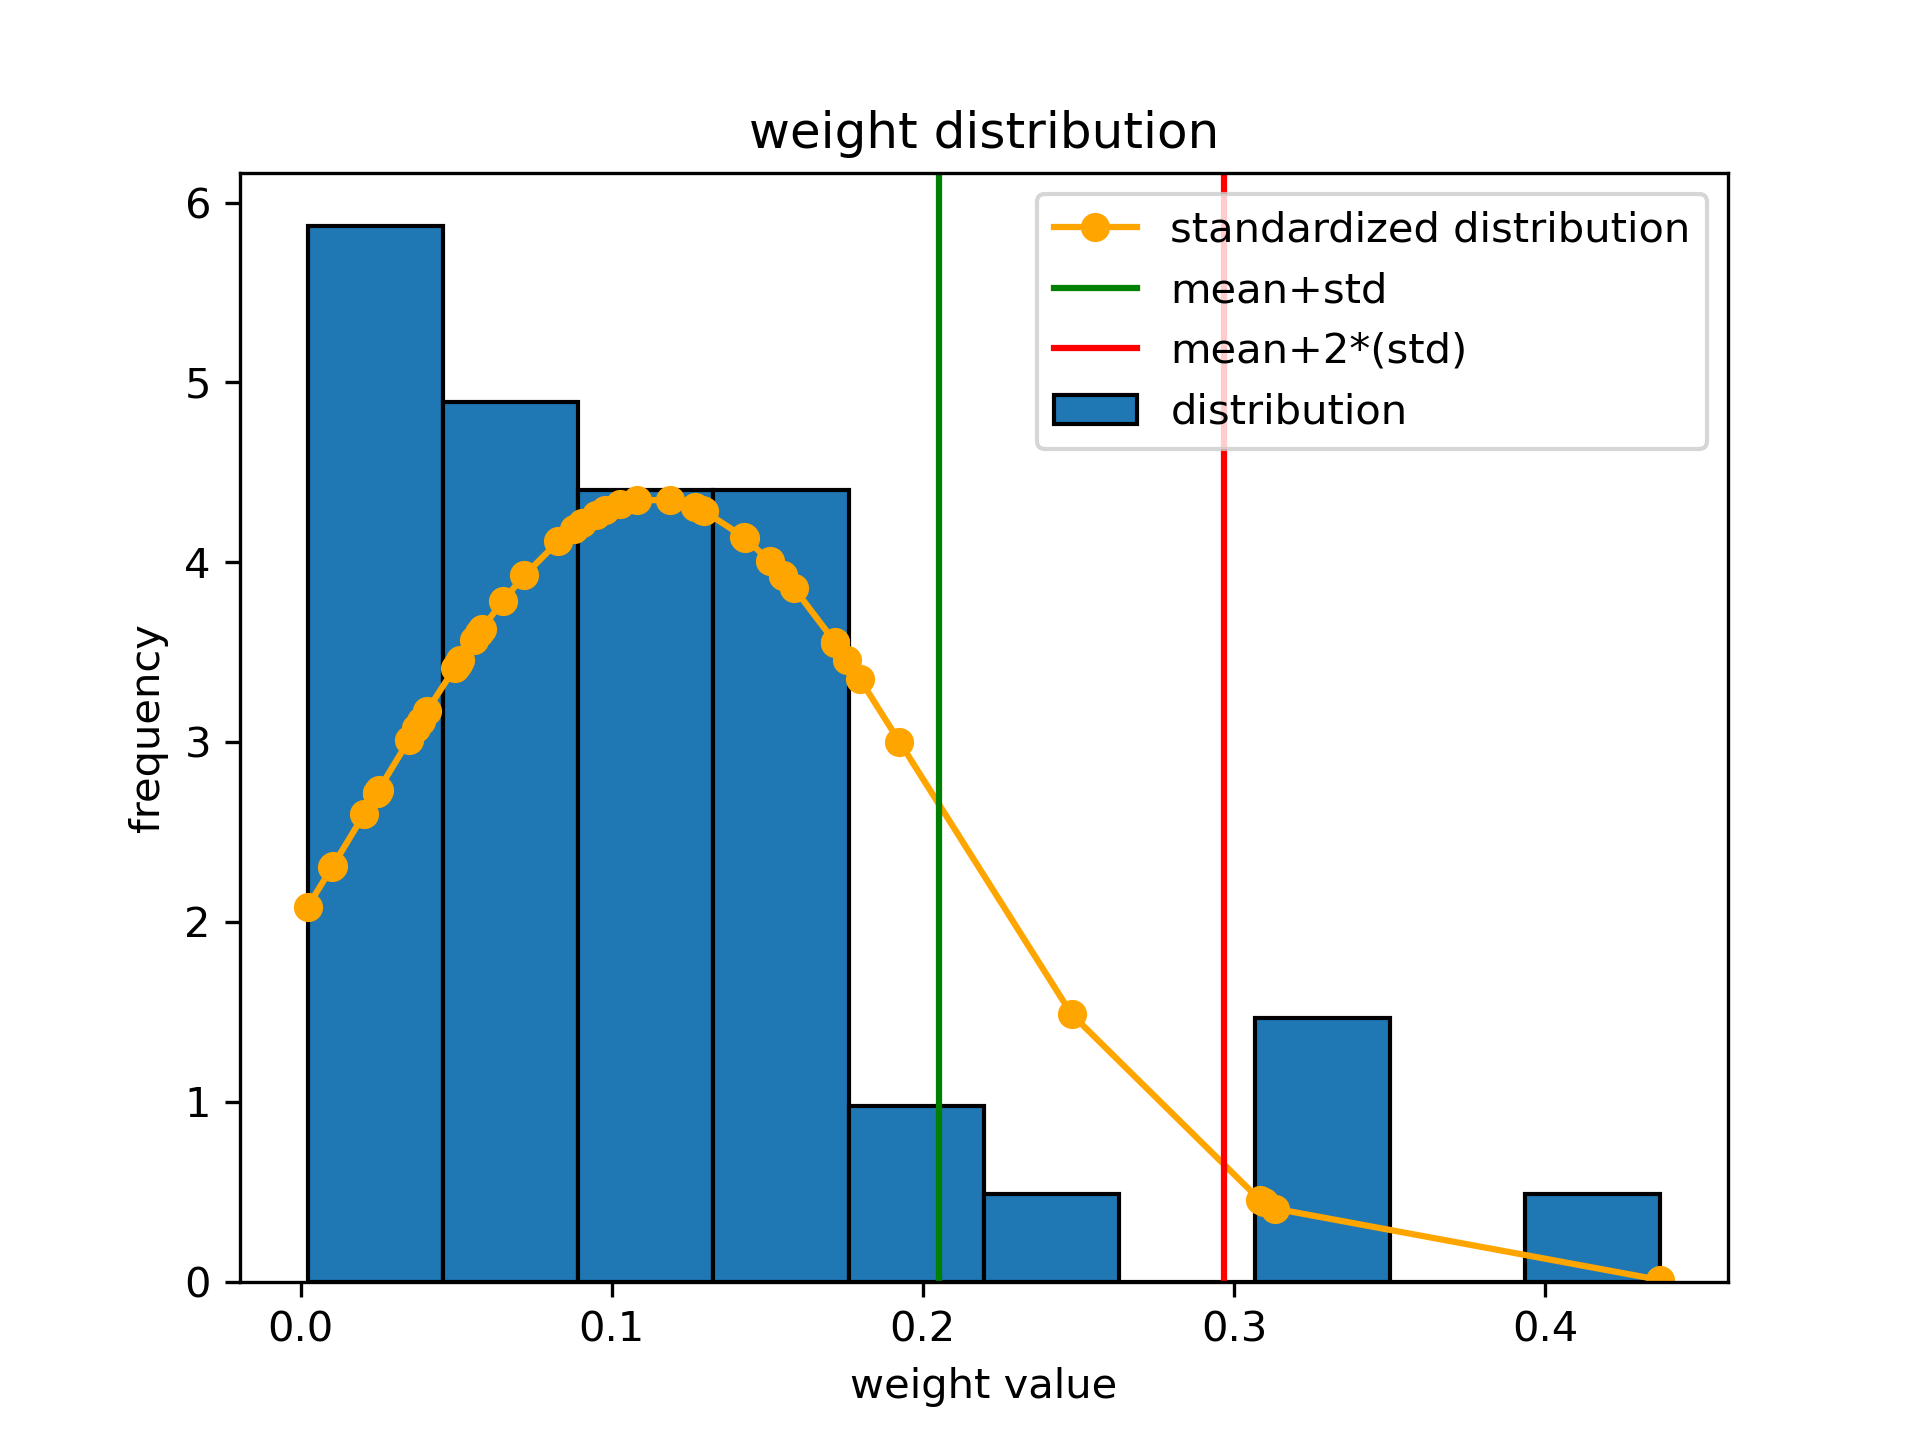 weight distribution
standardized distribution
mean+std
mean+2*(std)
distribution
frequency
6
5
4
3
2
1
0
0.0 0.1 0.2 0.3 0.4
weight value